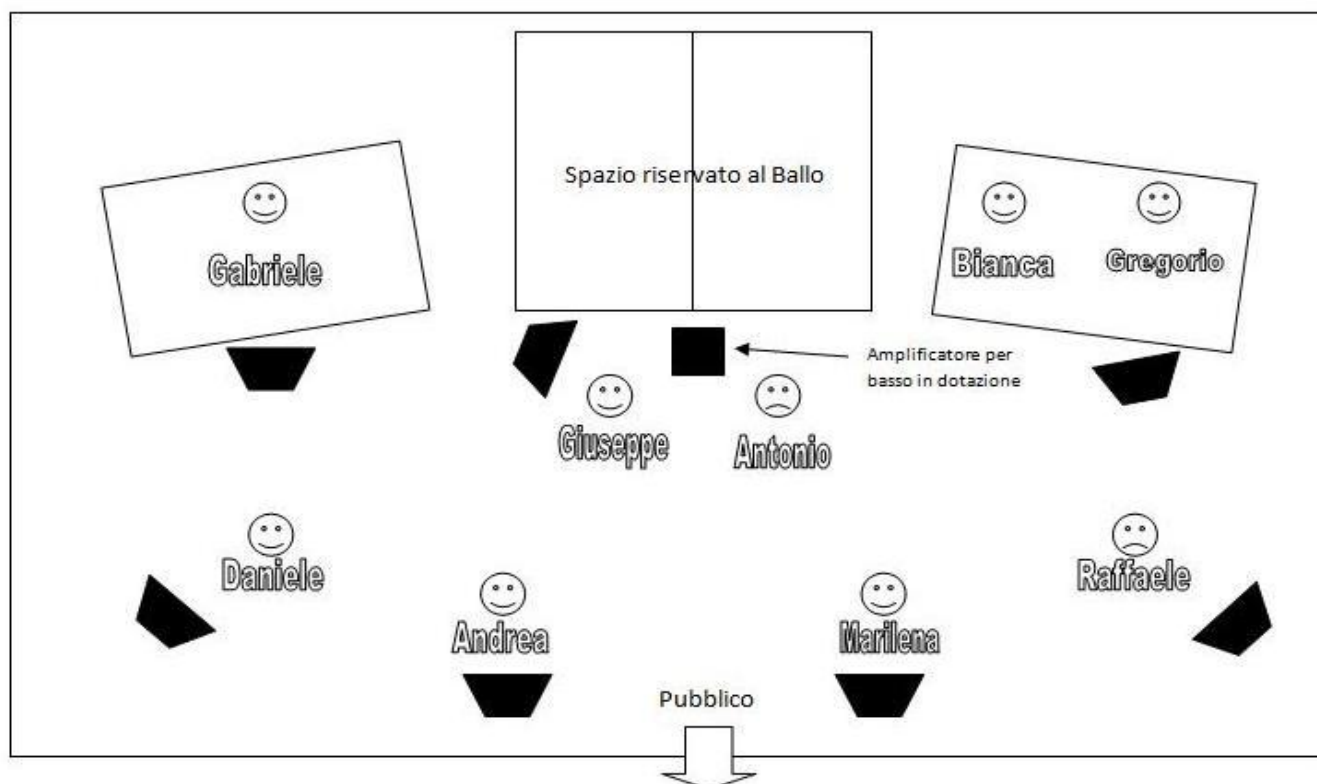 Spazio riservato al Ballo
Gabriele
Bianca
Gregorio
Amplificatore per
basso in dotazione
Giuseppe
Antonio
Daniele
Raffaele
Andrea
Marilena
Pubblico